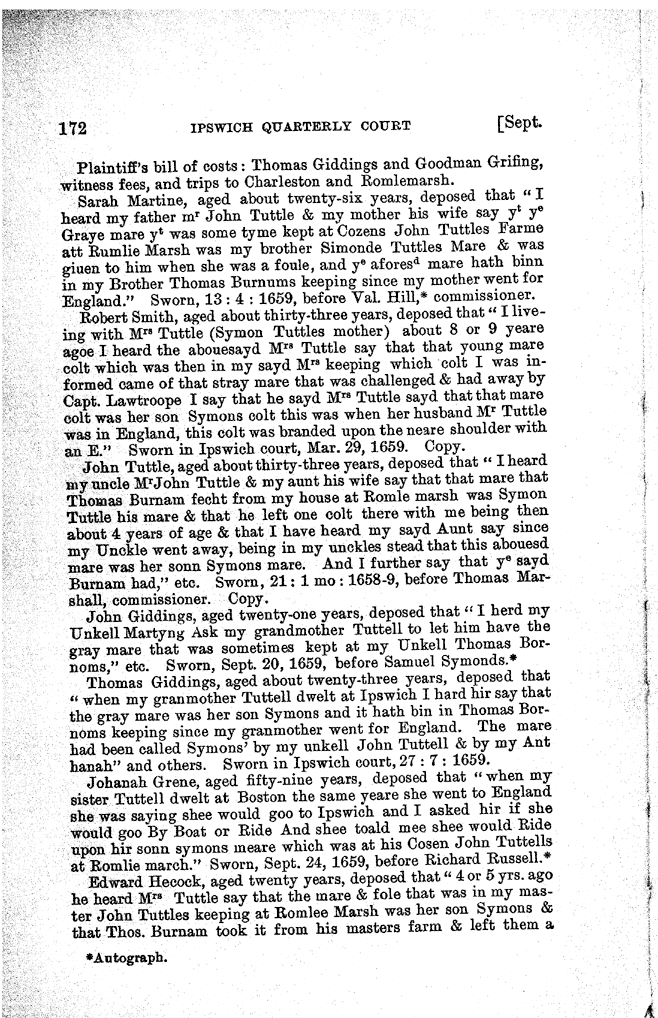 172 IPSWICH QUARTERLY COURT [Sept.
Plaintiff's bill of costs: Thomas Giddings and Goodman Grifing,
witness fees, and trips to Charleston and Romlemarsh.
Sarah Martine, aged about twenty-six years, deposed that "I
heard my father mʳ John Tuttle & my mother his wife say yᵗ yᵉ
Graye mare yᵗ was some tyme kept at Cozens John Tuttles Farme
att Rumlie Marsh was my brother Simonde Tuttles Mare & was
giuen to him when she was a foule, and yᵉ aforesᵈ mare hath binn
in my Brother Thomas Burnums keeping since my mother went for
England." Sworn, 13 : 4 : 1659, before Val. Hill,* commissioner.
Robert Smith, aged about thirty-three years, deposed that "I live-
ing with Mʳˢ Tuttle (Symon Tuttles mother) about 8 or 9 yeare
agoe I heard the abouesayd Mʳˢ Tuttle say that that young mare
colt which was then in my sayd Mʳˢ keeping which colt I was in-
formed came of that stray mare that was challenged & had away by
Capt. Lawtroope I say that he sayd Mʳˢ Tuttle sayd that that mare
colt was her son Symons colt this was when her husband Mʳ Tuttle
was in England, this colt was branded upon the neare shoulder with
an E." Sworn in Ipswich court, Mar. 29, 1659. Copy.
John Tuttle, aged about thirty-three years, deposed that "I heard
my uncle Mʳ John Tuttle & my aunt his wife say that that mare that
Thomas Burnam fecht from my house at Romle marsh was Symon
Tuttle his mare & that he left one colt there with me being then
about 4 years of age & that I have heard my sayd Aunt say since
my Unckle went away, being in my unckles stead that this abouesd
mare was her sonn Symons mare. And I further say that yᵉ sayd
Burnam had," etc. Sworn, 21 : 1 mo : 1658-9, before Thomas Mar-
shall, commissioner. Copy.
John Giddings, aged twenty-one years, deposed that "I herd my
Unkell Martyng Ask my grandmother Tuttell to let him have the
gray mare that was sometimes kept at my Unkell Thomas Bor-
noms," etc. Sworn, Sept. 20, 1659, before Samuel Symonds.*
Thomas Giddings, aged about twenty-three years, deposed that
"when my granmother Tuttell dwelt at Ipswich I hard hir say that
the gray mare was her son Symons and it hath bin in Thomas Bor-
noms keeping since my granmother went for England. The mare
had been called Symons' by my unkell John Tuttell & by my Ant
hanah" and others. Sworn in Ipswich court, 27 : 7 : 1659.
Johanah Grene, aged fifty-nine years, deposed that "when my
sister Tuttell dwelt at Boston the same yeare she went to England
she was saying shee would goo to Ipswich and I asked hir if she
would goo By Boat or Ride And shee toald mee shee would Ride
upon hir sonn symons meare which was at his Cosen John Tuttells
at Romlie march." Sworn, Sept. 24, 1659, before Richard Russell.*
Edward Hecock, aged twenty years, deposed that "4 or 5 yrs. ago
he heard Mʳˢ Tuttle say that the mare & fole that was in my mas-
ter John Tuttles keeping at Romlee Marsh was her son Symons &
that Thos. Burnam took it from his masters farm & left them a
*Autograph.